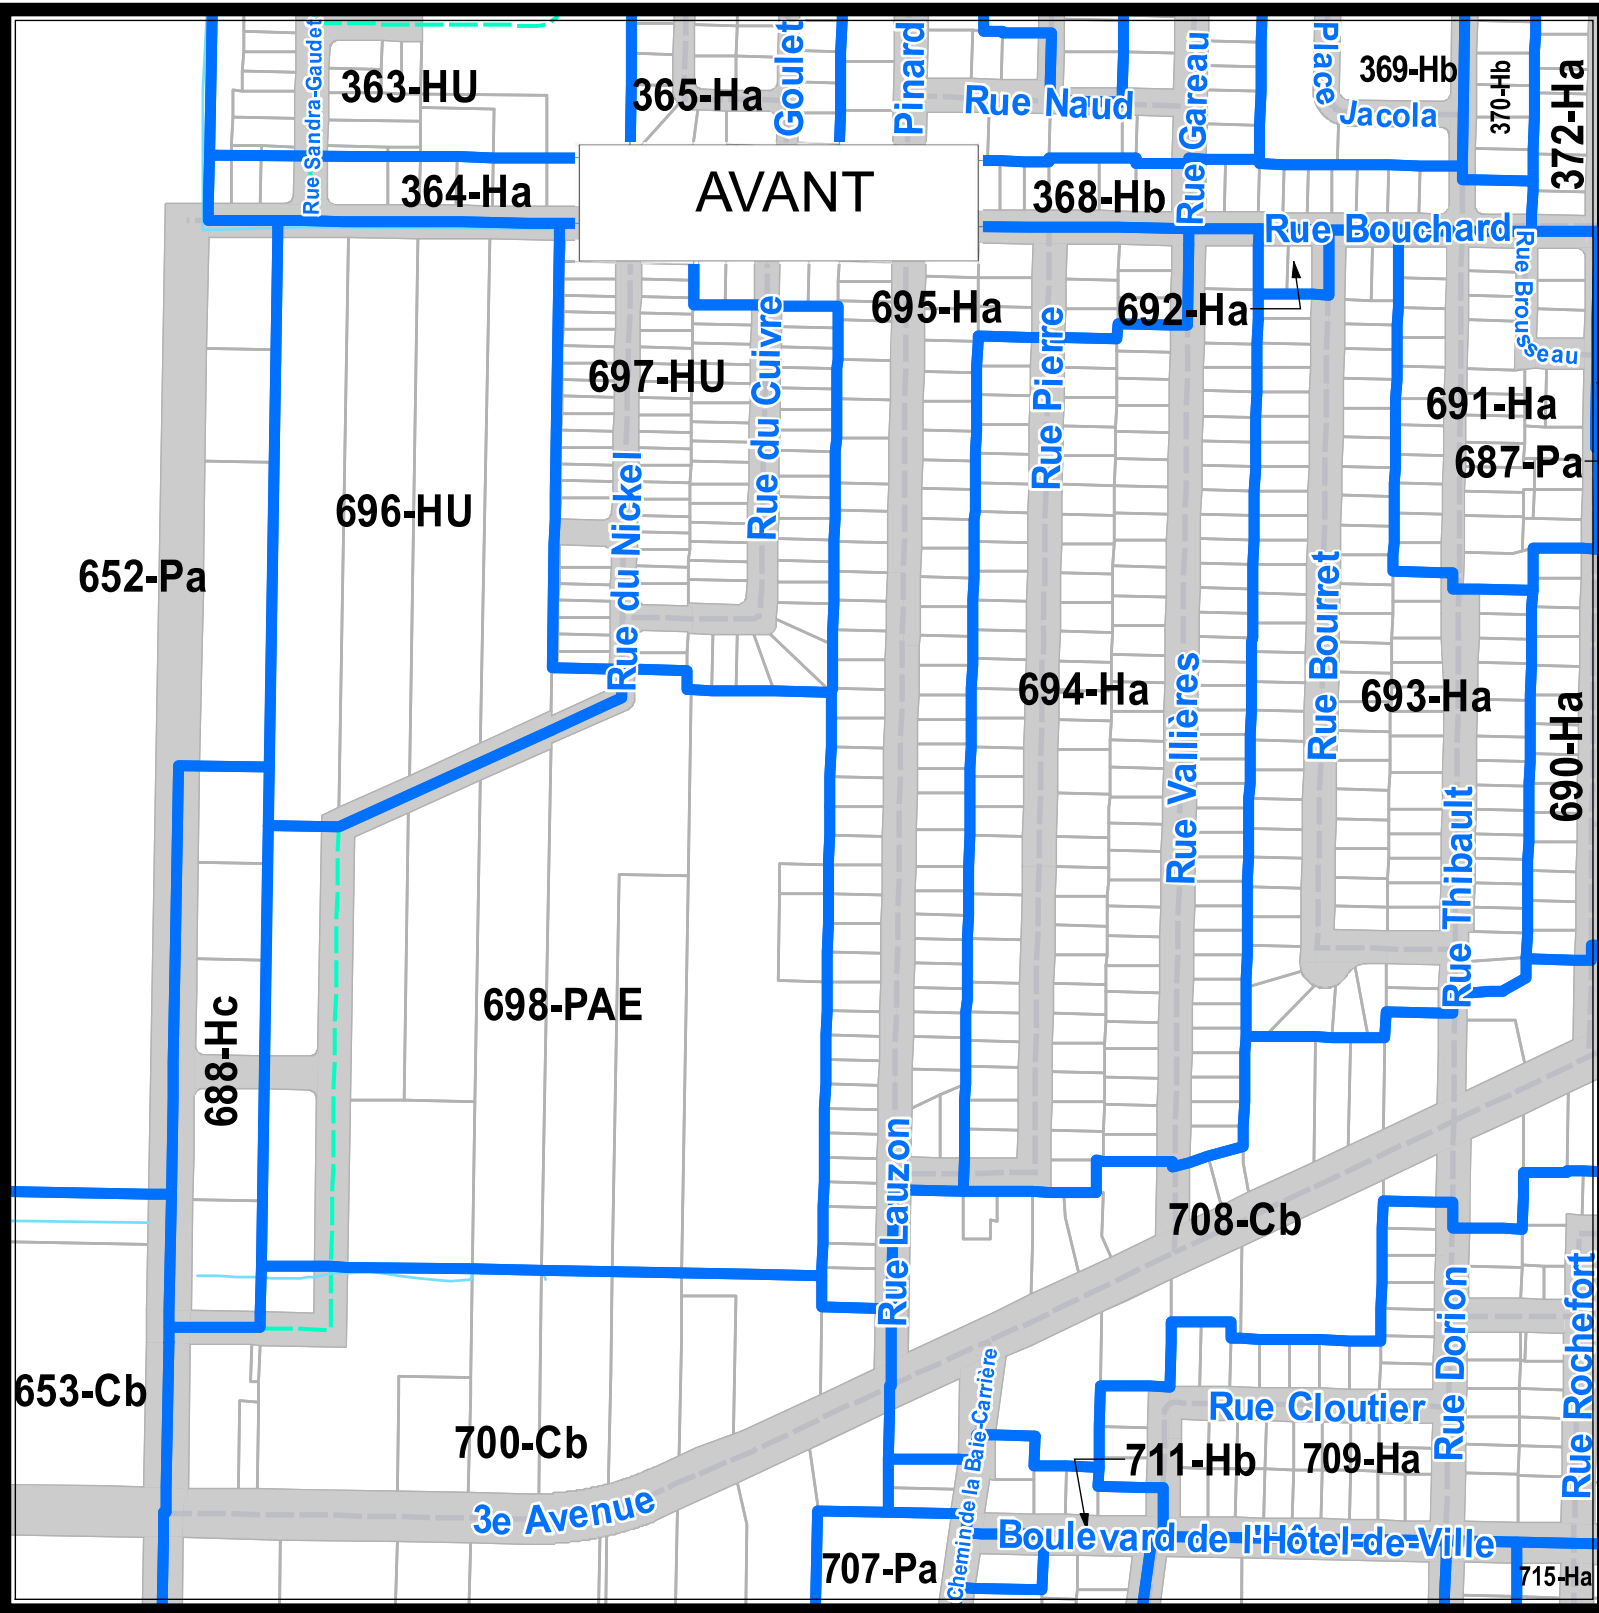 Rue Sandra-Gaudet
363-HU
365-Ha
Goulet
Pinard
Rue Naud
Rue Gareau
Place
Jacola
369-Hb
370-Hb
372-Ha
364-Ha
AVANT
368-Hb
Rue Bouchard
Rue Brousseau
695-Ha
692-Ha
697-HU
Rue du Cuivre
Rue Pierre
691-Ha
687-Pa
696-HU
Rue du Nickel
652-Pa
694-Ha
Rue Vallières
Rue Bourret
693-Ha
690-Ha
Rue Thibault
698-PAE
688-Hc
Rue Lauzon
708-Cb
653-Cb
700-Cb
Chemin de la Baie-Carrière
Rue Cloutier
Rue Dorion
Rue Rochefort
711-Hb
709-Ha
3e Avenue
Boulevard de l'Hôtel-de-Ville
707-Pa
715-Ha